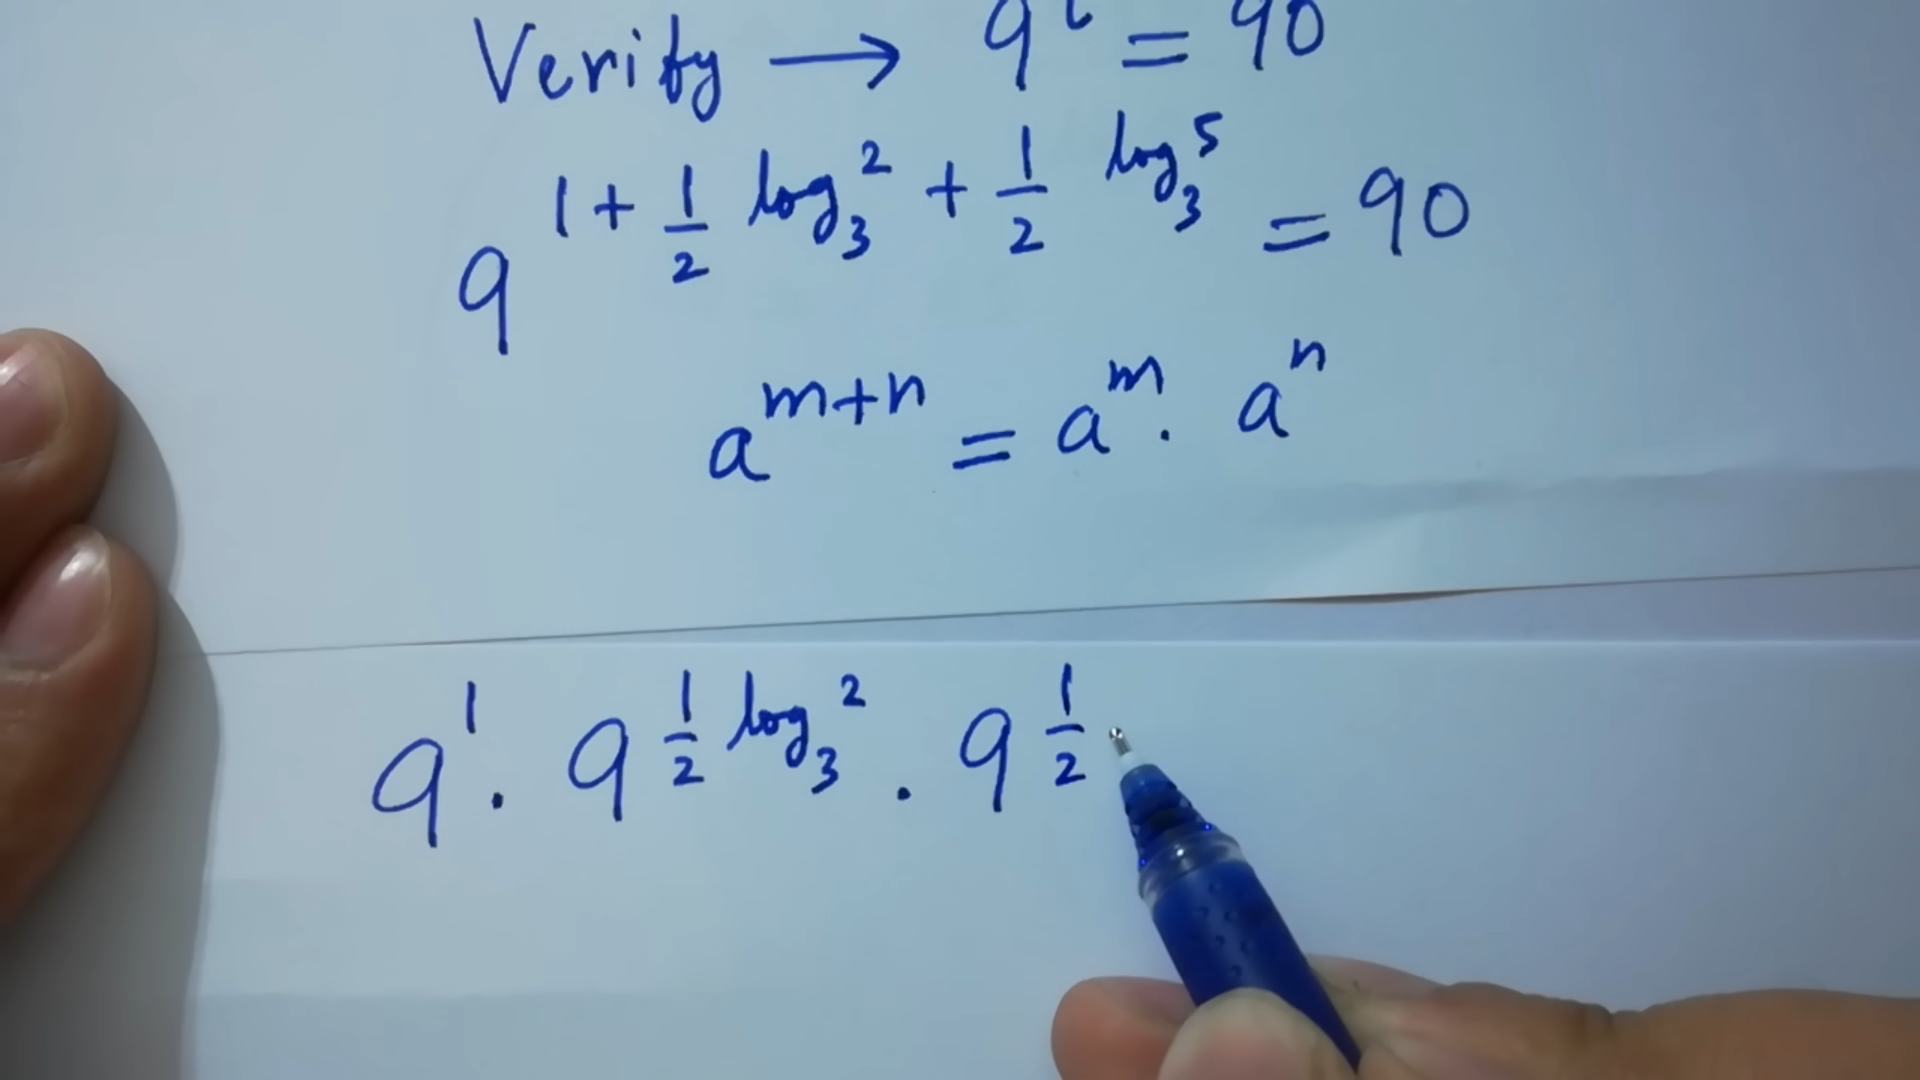 Verify → 9^t = 90
9^{1 + 1/2 log_3 2 + 1/2 log_3 5} = 90
a^{m+n} = a^m . a^n
9^1 . 9^{1/2 log_3 2} . 9^{1/2}